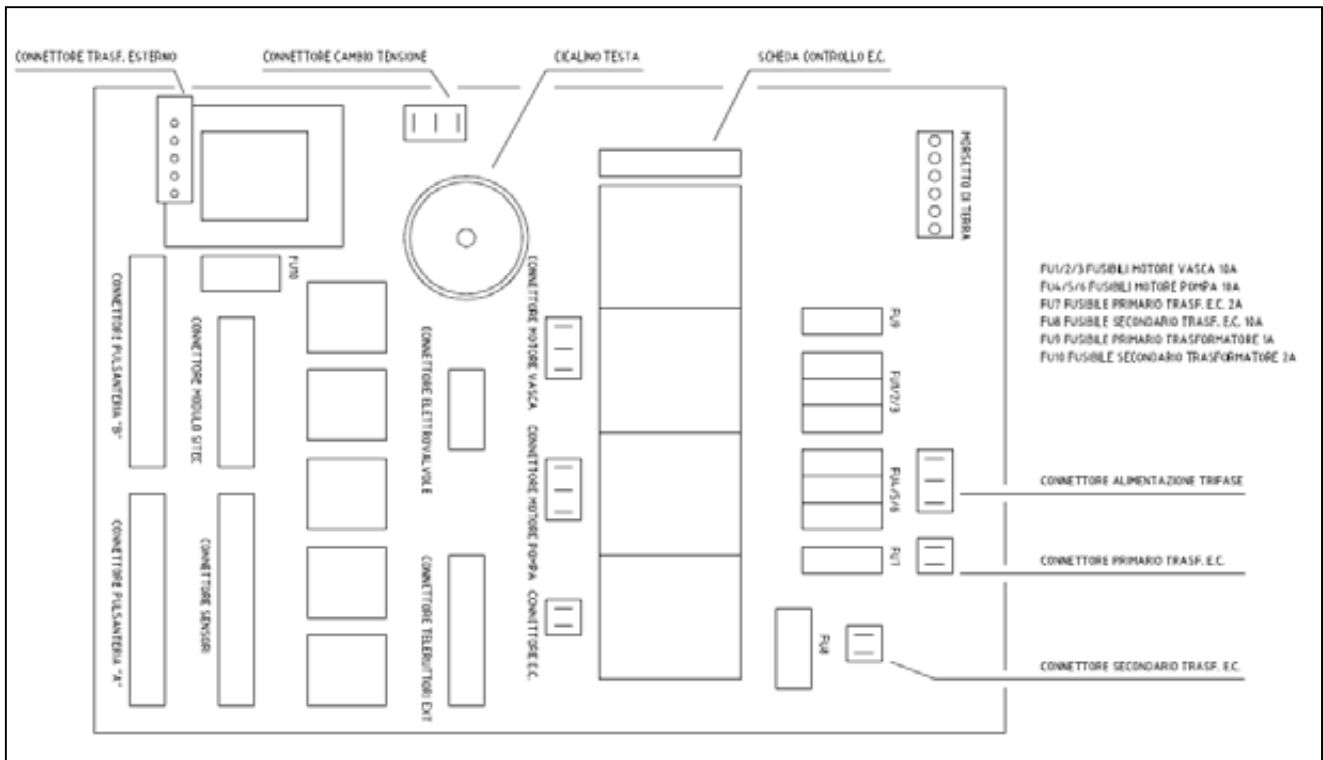 CONNETTORE TRASF. ESTERNO
CONNETTORE CAMBIO TENSIONE
CICALINO TESTA
SCHEDA CONTROLLO E.C.
MORSETTO DI TERRA
FU10
CONNETTORE PULSANTERIA "B"
CONNETTORE MODULO SITEC
CONNETTORE ELETTROVALVOLE
CONNETTORE MOTORE VASCA
FU9
FU1/2/3
FU1/2/3 FUSIBILI MOTORE VASCA 10A
FU4/5/6 FUSIBILI MOTORE POMPA 10A
FU7 FUSIBILE PRIMARIO TRASF. E.C. 2A
FU8 FUSIBILE SECONDARIO TRASF. E.C. 10A
FU9 FUSIBILE PRIMARIO TRASFORMATORE 1A
FU10 FUSIBILE SECONDARIO TRASFORMATORE 2A
CONNETTORE PULSANTERIA "A"
CONNETTORE SENSORI
CONNETTORE TELERUTTORI EXT
CONNETTORE MOTORE POMPA
CONNETTORE E.C.
FU4/5/6
FU7
FU8
CONNETTORE ALIMENTAZIONE TRIFASE
CONNETTORE PRIMARIO TRASF. E.C.
CONNETTORE SECONDARIO TRASF. E.C.